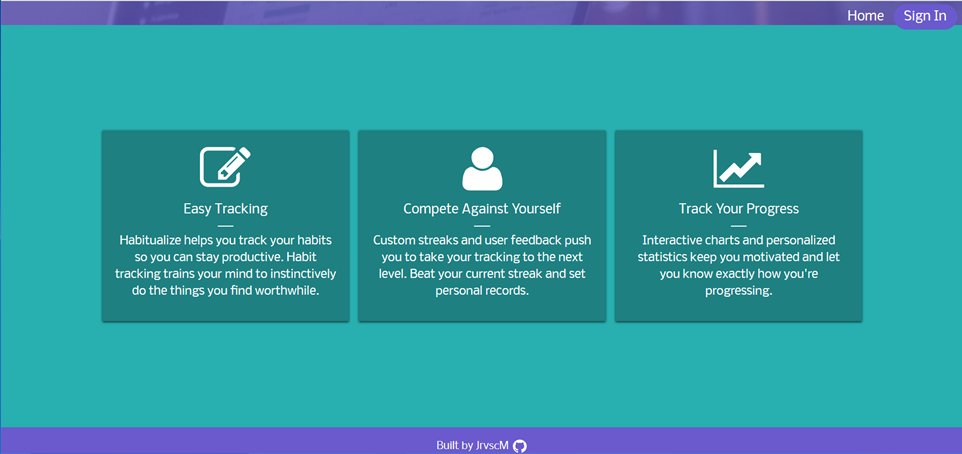 Home Sign In
Easy Tracking
Habitualize helps you track your habits
so you can stay productive. Habit
tracking trains your mind to instinctively
do the things you find worthwhile.
Compete Against Yourself
Custom streaks and user feedback push
you to take your tracking to the next
level. Beat your current streak and set
personal records.
Track Your Progress
Interactive charts and personalized
statistics keep you motivated and let
you know exactly how you're
progressing.
Built by JrvscM